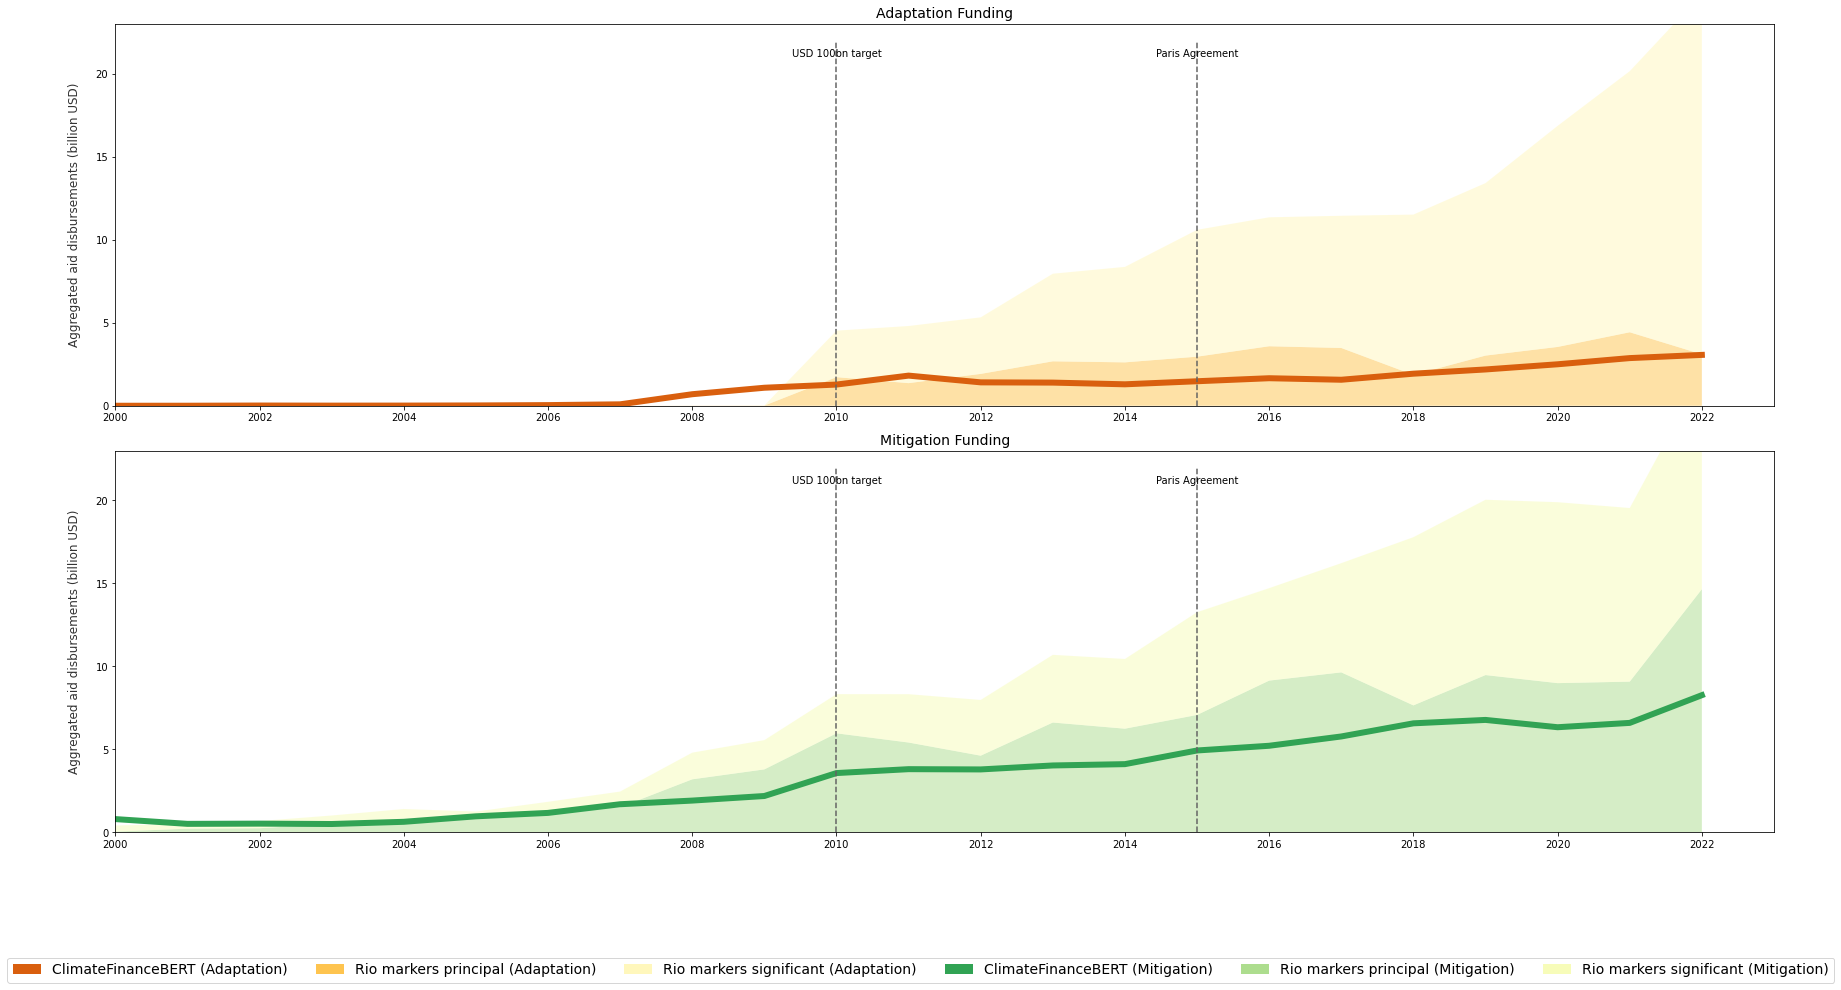 Adaptation Funding
USD 100bn target
Paris Agreement
Aggregated aid disbursements (billion USD)
20
15
10
5
0
2000 2002 2004 2006 2008 2010 2012 2014 2016 2018 2020 2022
Mitigation Funding
USD 100bn target
Paris Agreement
Aggregated aid disbursements (billion USD)
20
15
10
5
0
2000 2002 2004 2006 2008 2010 2012 2014 2016 2018 2020 2022
ClimateFinanceBERT (Adaptation) Rio markers principal (Adaptation) Rio markers significant (Adaptation) ClimateFinanceBERT (Mitigation) Rio markers principal (Mitigation) Rio markers significant (Mitigation)